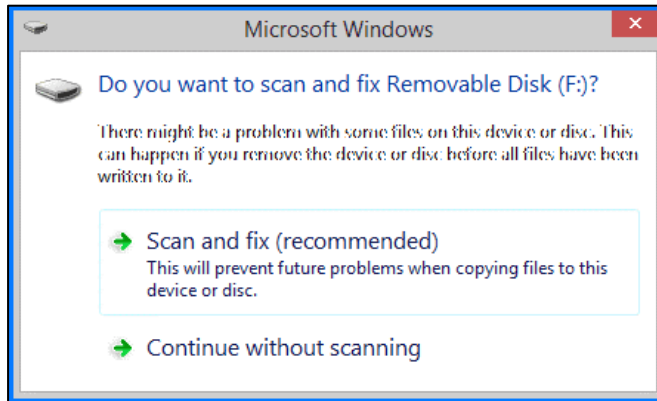 Microsoft Windows
Do you want to scan and fix Removable Disk (F:)?
There might be a problem with some files on this device or disc. This
can happen if you remove the device or disc before all files have been
written to it.
Scan and fix (recommended)
This will prevent future problems when copying files to this
device or disc.
Continue without scanning